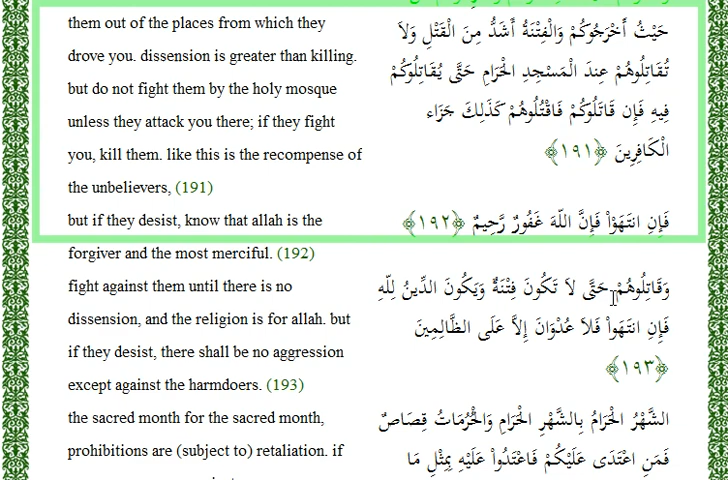 them out of the places from which they
drove you. dissension is greater than killing.
but do not fight them by the holy mosque
unless they attack you there; if they fight
you, kill them. like this is the recompense of
the unbelievers, (191)
but if they desist, know that allah is the
forgiver and the most merciful. (192)
fight against them until there is no
dissension, and the religion is for allah. but
if they desist, there shall be no aggression
except against the harmdoers. (193)
the sacred month for the sacred month,
prohibitions are (subject to) retaliation. if
حَيْثُ أَخْرَجُوكُمْ وَالْفِتْنَةُ أَشَدُّ مِنَ الْقَتْلِ وَلاَ
تُقَاتِلُوهُمْ عِندَ الْمَسْجِدِ الْحَرَامِ حَتَّى يُقَاتِلُوكُمْ
فِيهِ فَإِن قَاتَلُوكُمْ فَاقْتُلُوهُمْ كَذَلِكَ جَزَاء
الْكَافِرِينَ ﴿١٩١﴾
فَإِنِ انتَهَوْاْ فَإِنَّ اللّهَ غَفُورٌ رَّحِيمٌ ﴿١٩٢﴾
وَقَاتِلُوهُمْ حَتَّى لاَ تَكُونَ فِتْنَةٌ وَيَكُونَ الدِّينُ لِلّهِ
فَإِنِ انتَهَواْ فَلاَ عُدْوَانَ إِلاَّ عَلَى الظَّالِمِينَ
﴿١٩٣﴾
الشَّهْرُ الْحَرَامُ بِالشَّهْرِ الْحَرَامِ وَالْحُرُمَاتُ قِصَاصٌ
فَمَنِ اعْتَدَى عَلَيْكُمْ فَاعْتَدُواْ عَلَيْهِ بِمِثْلِ مَا